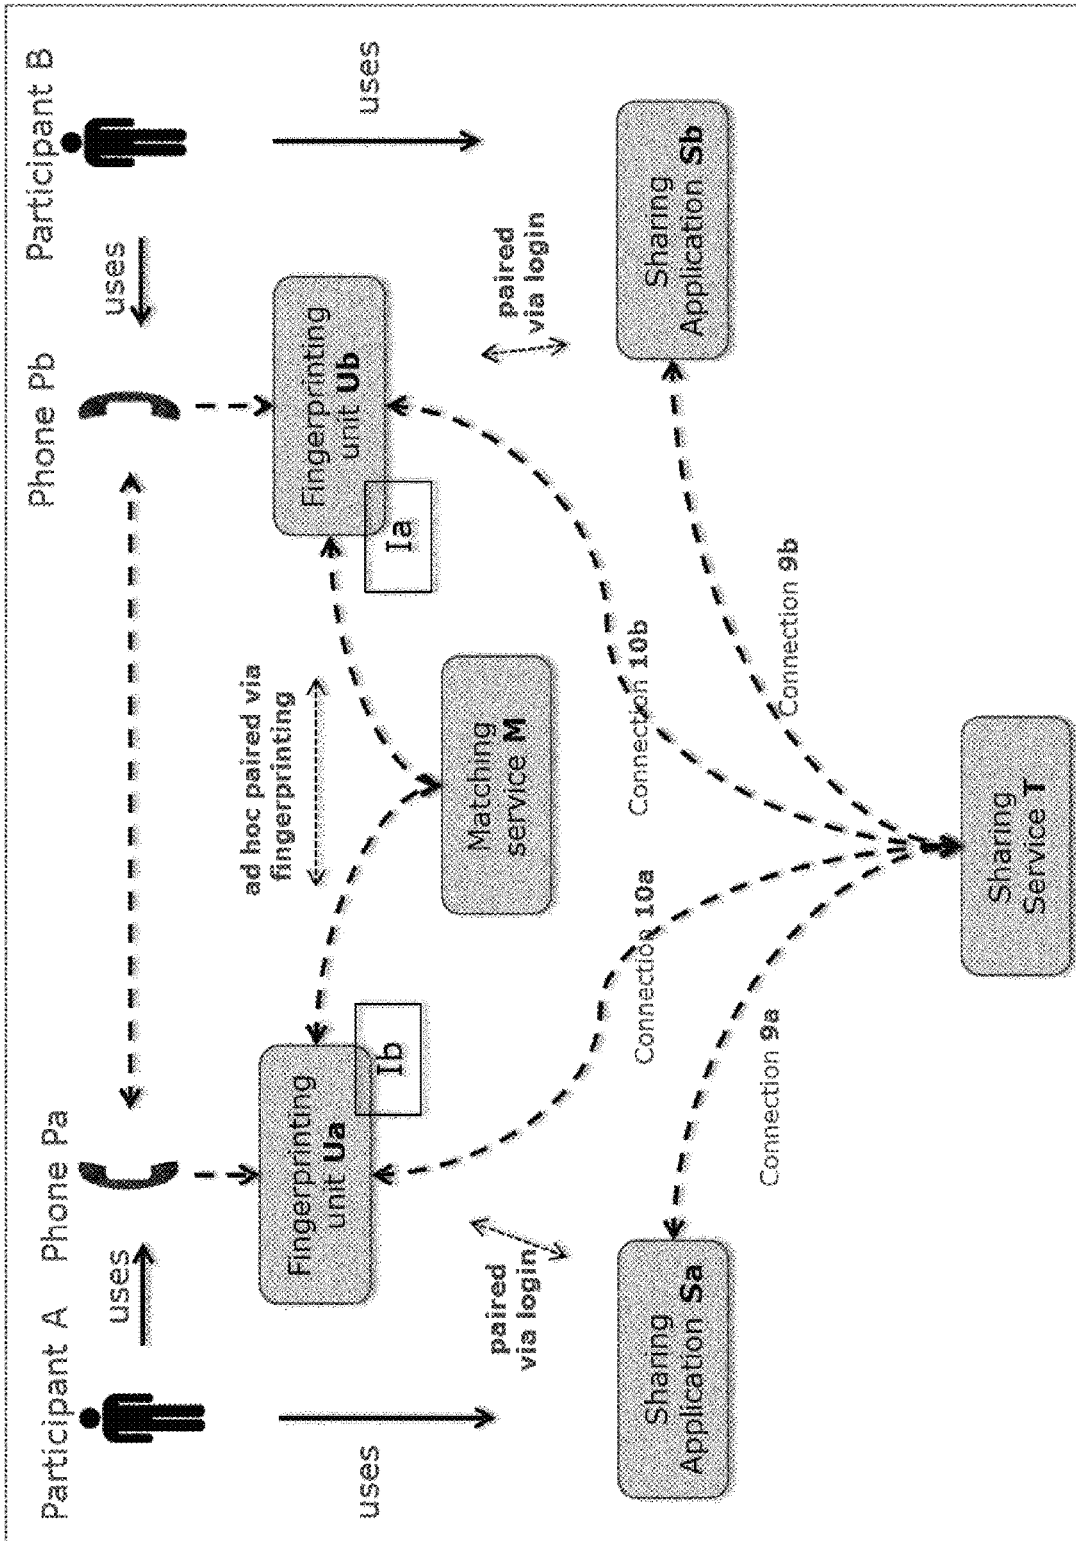 Participant A
Phone Pa
Phone Pb
Participant B
uses
uses
uses
uses
Fingerprinting
unit Ua
Ib
ad hoc paired via
fingerprinting
Fingerprinting
unit Ub
Ia
paired
via login
Matching
service M
paired
via login
Sharing
Application Sa
Connection 10a
Connection 10b
Sharing
Application Sb
Connection 9a
Connection 9b
Sharing
Service T